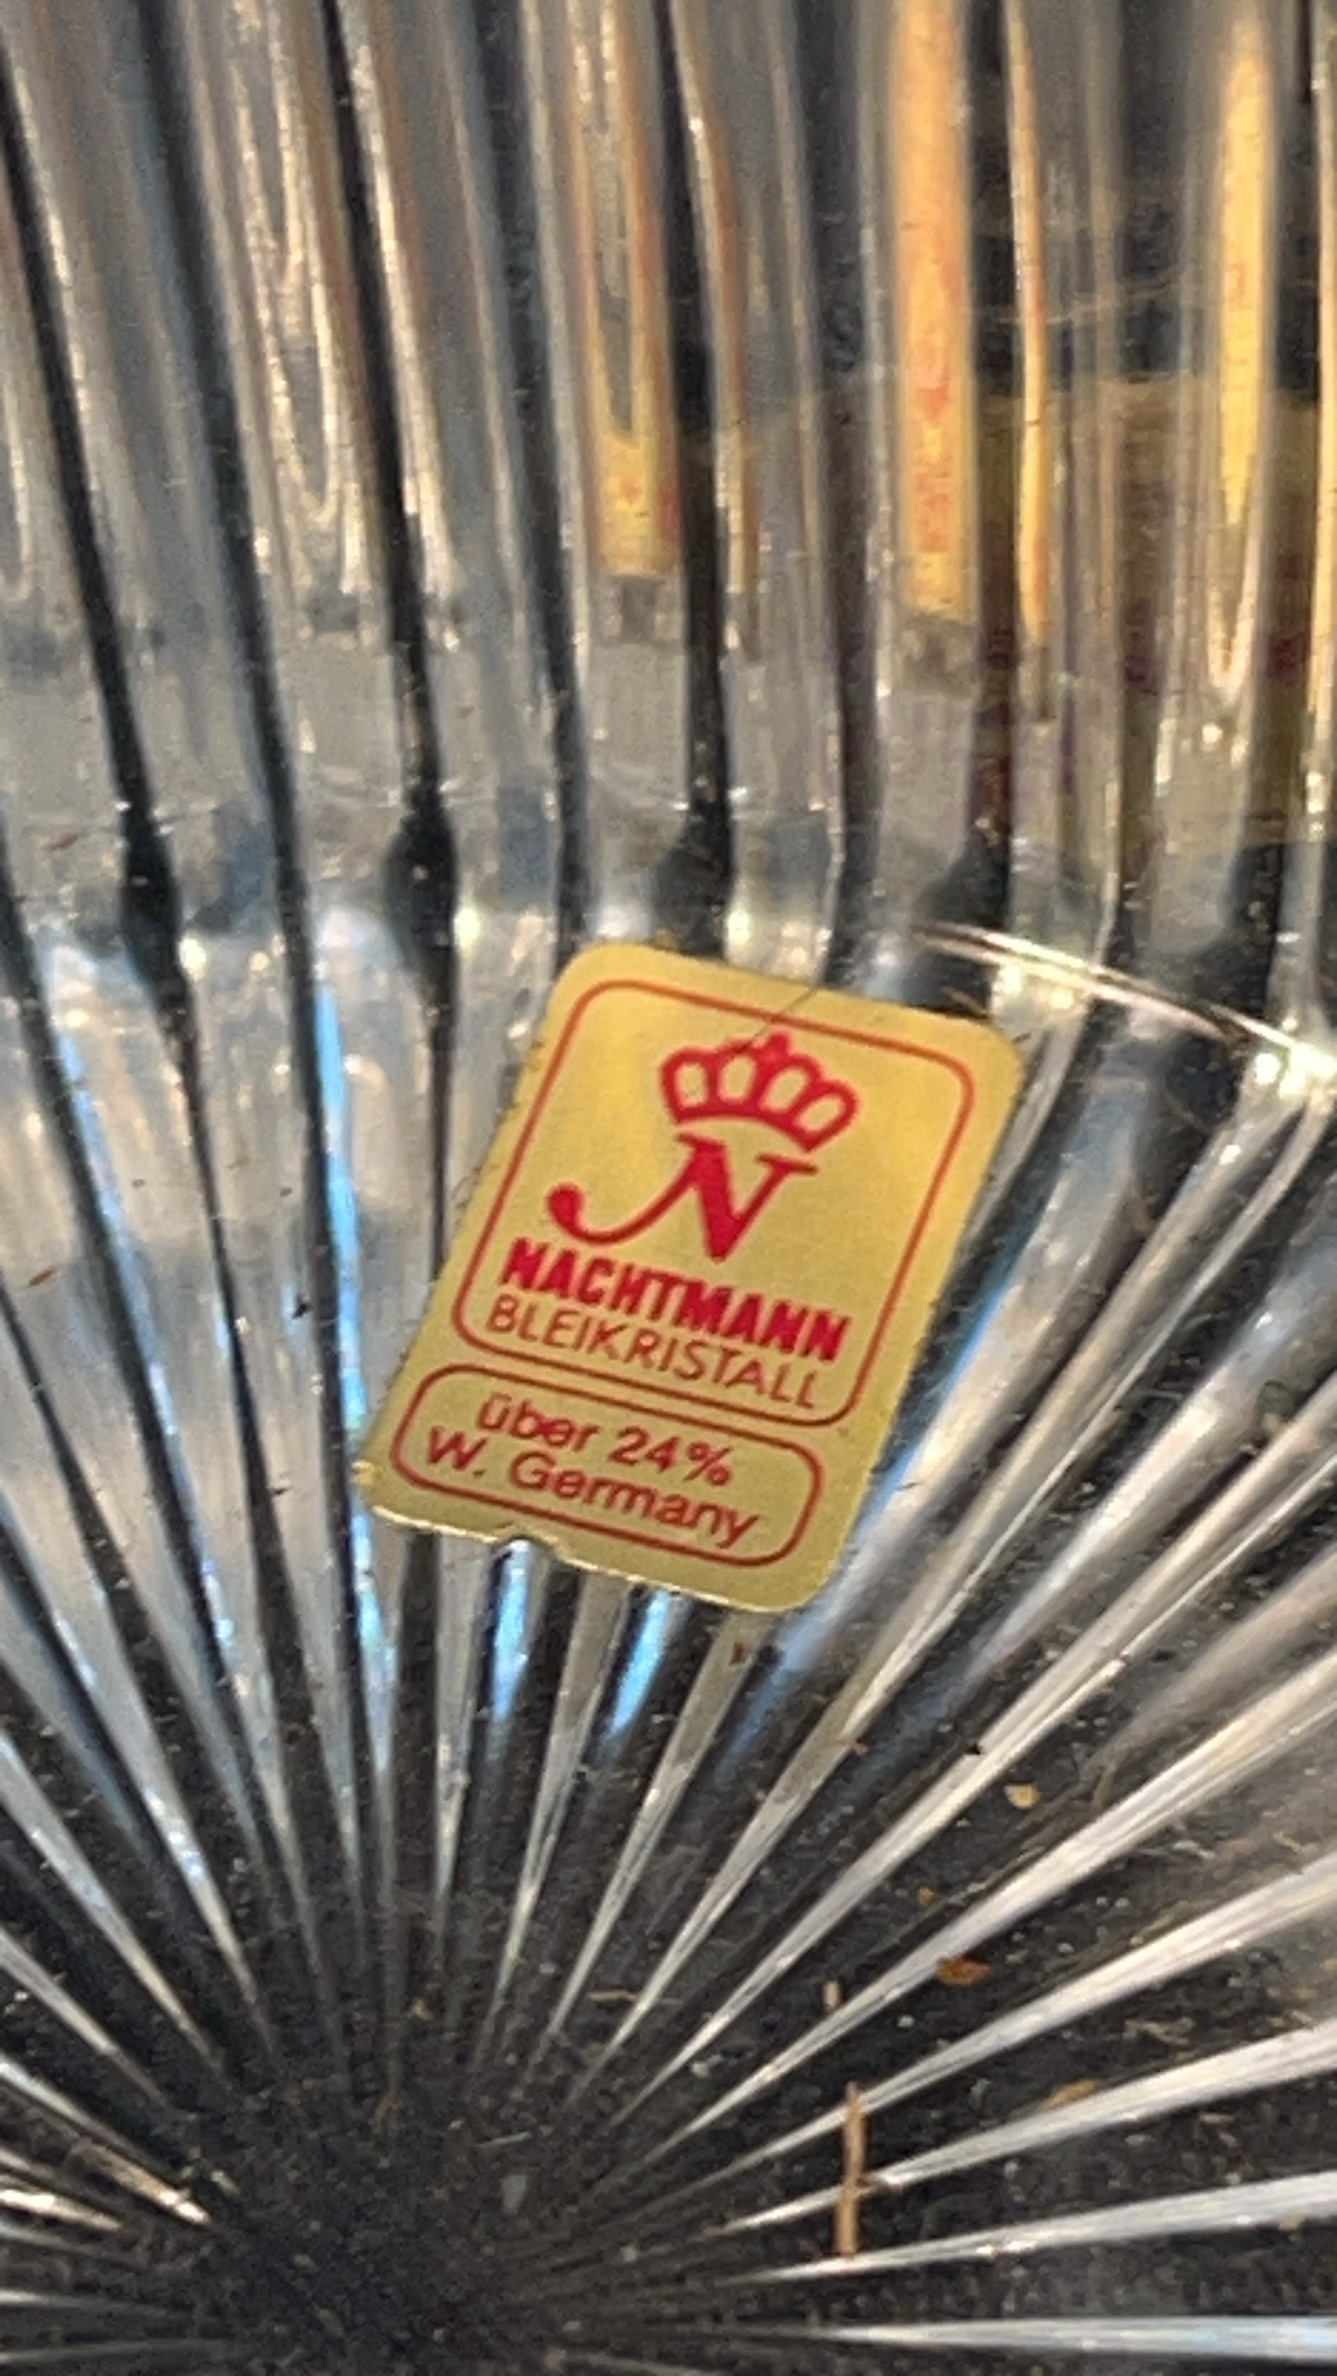 N
NACHTMANN
BLEIKRISTALL
über 24%
W. Germany